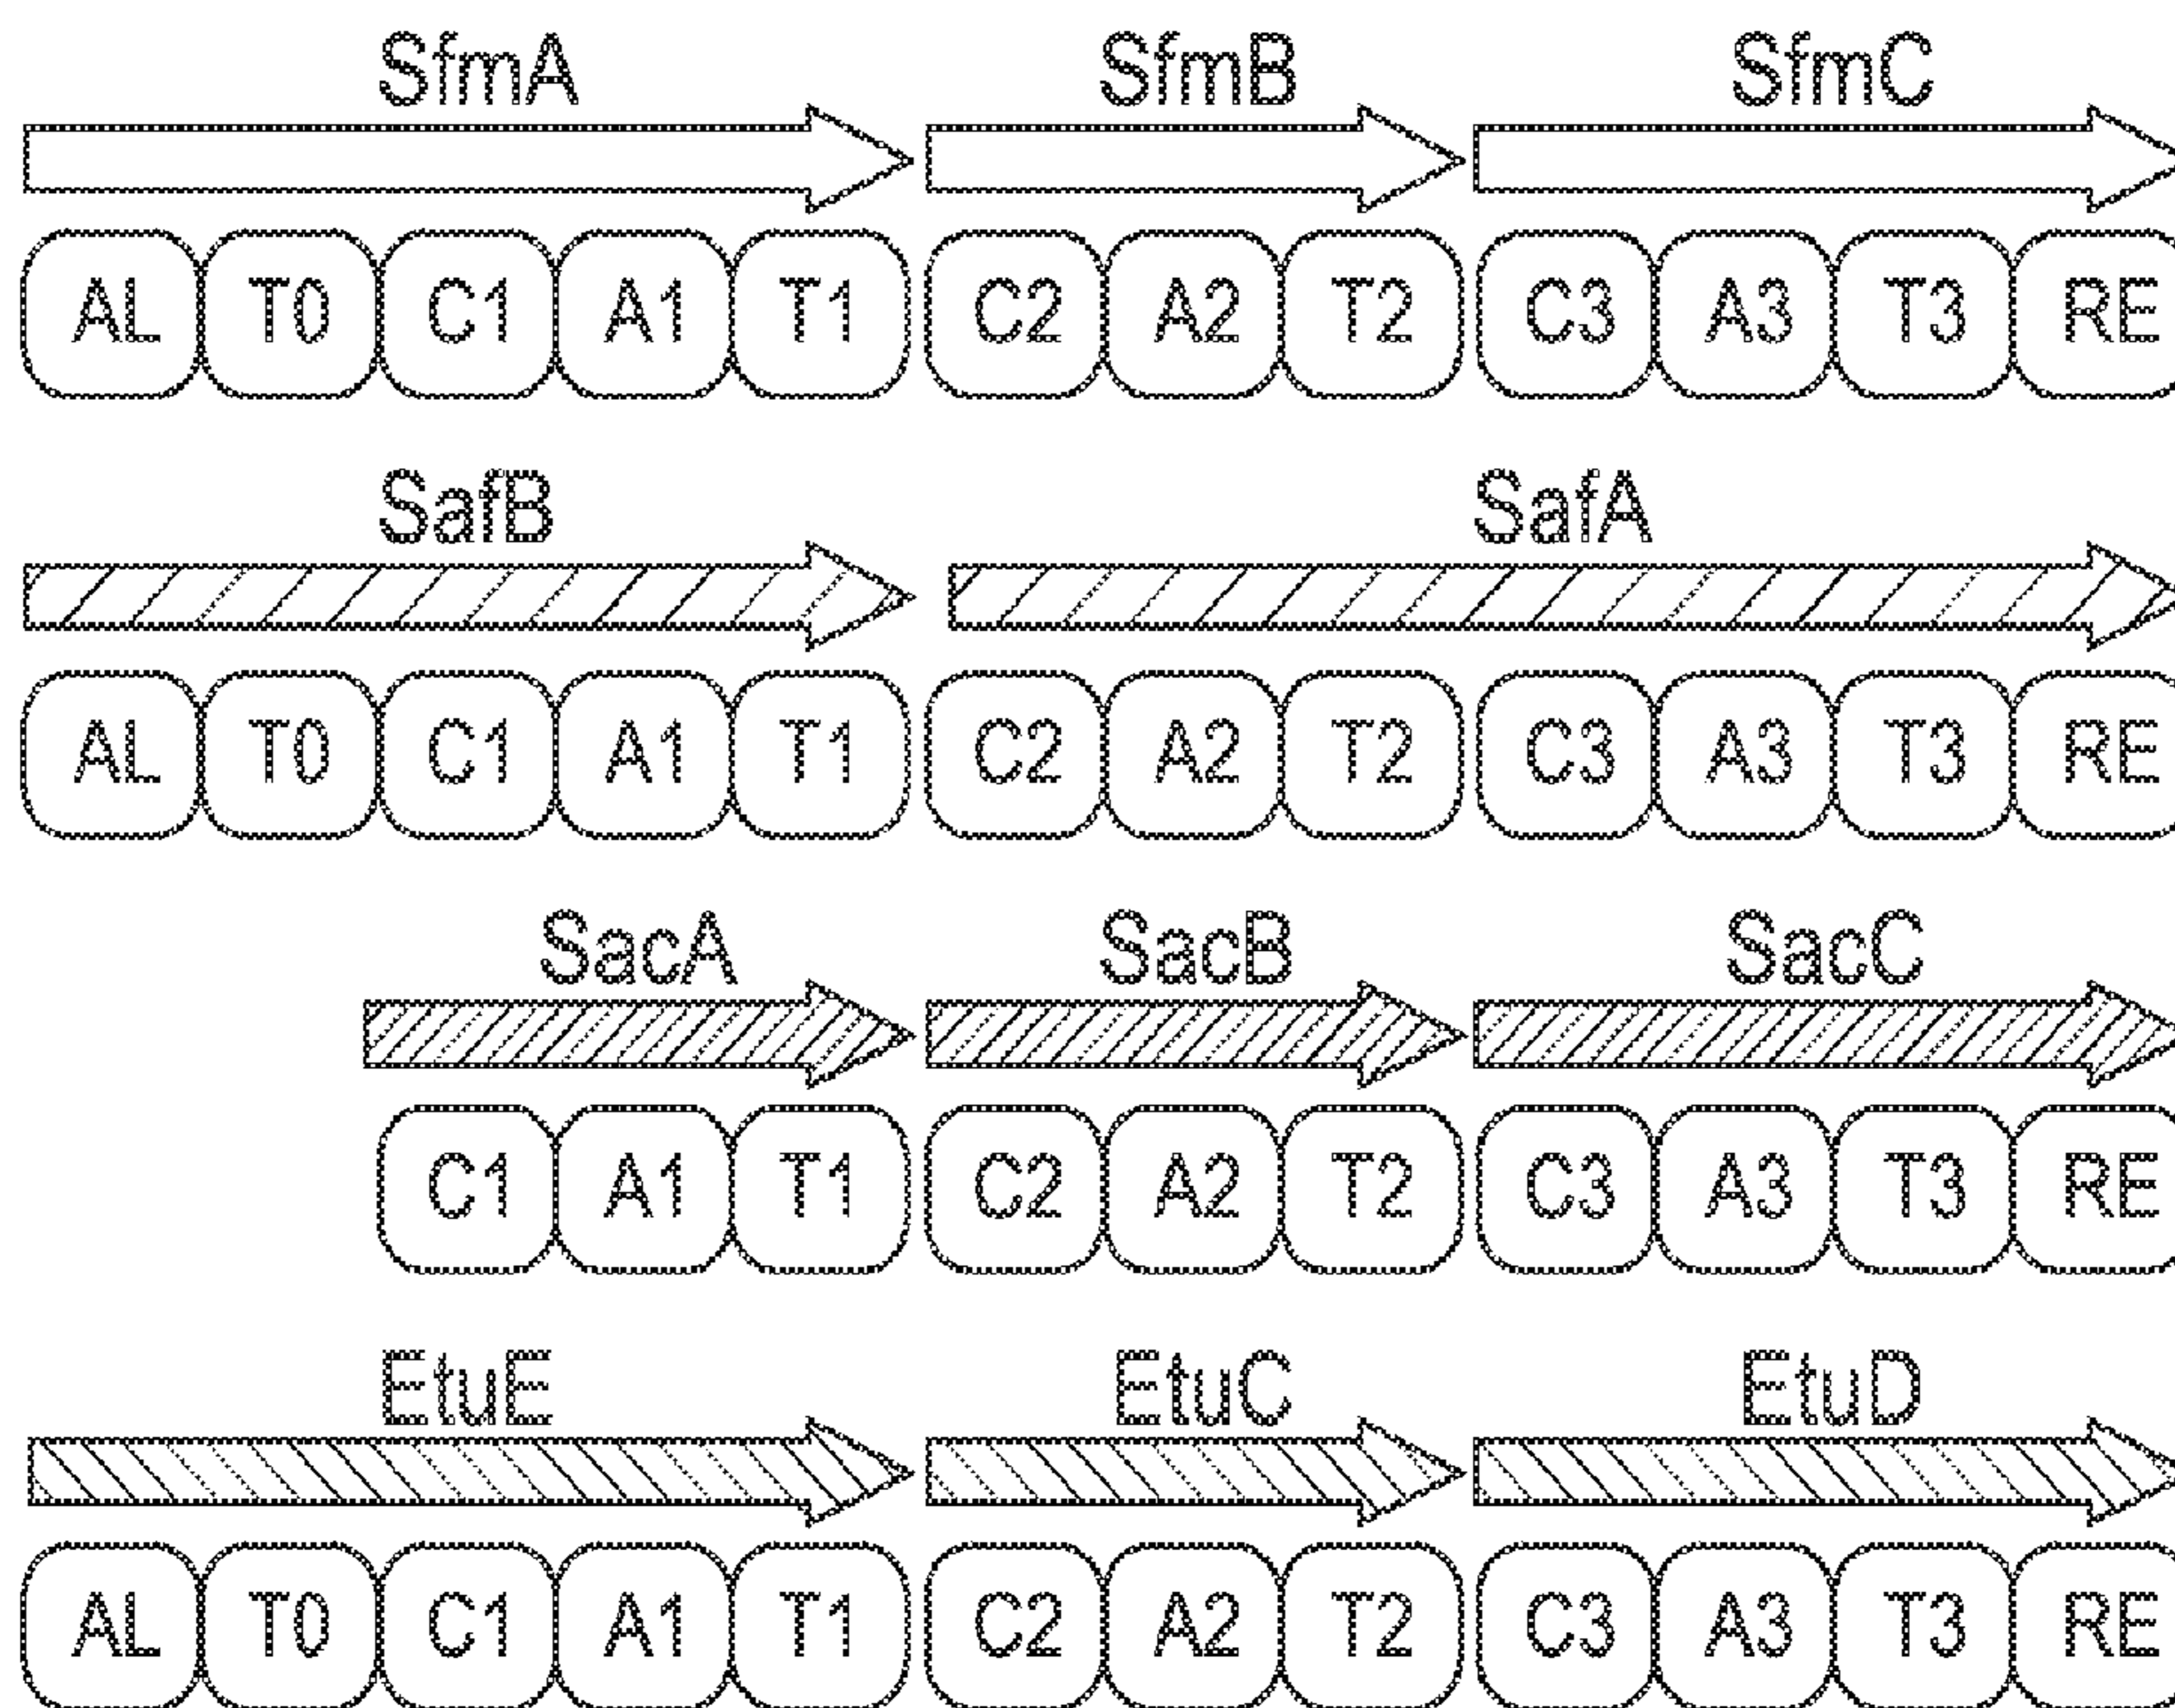 SfmA SfmB SfmC
AL T0 C1 A1 T1 C2 A2 T2 C3 A3 T3 RE
SafB SafA
AL T0 C1 A1 T1 C2 A2 T2 C3 A3 T3 RE
SacA SacB SacC
C1 A1 T1 C2 A2 T2 C3 A3 T3 RE
EtuE EtuC EtuD
AL T0 C1 A1 T1 C2 A2 T2 C3 A3 T3 RE